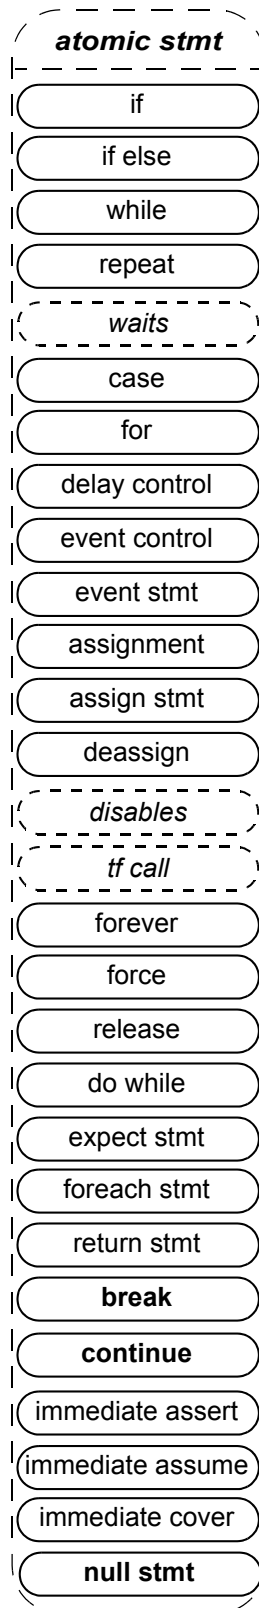 atomic stmt
if
if else
while
repeat
waits
case
for
delay control
event control
event stmt
assignment
assign stmt
deassign
disables
tf call
forever
force
release
do while
expect stmt
foreach stmt
return stmt
break
continue
immediate assert
immediate assume
immediate cover
null stmt